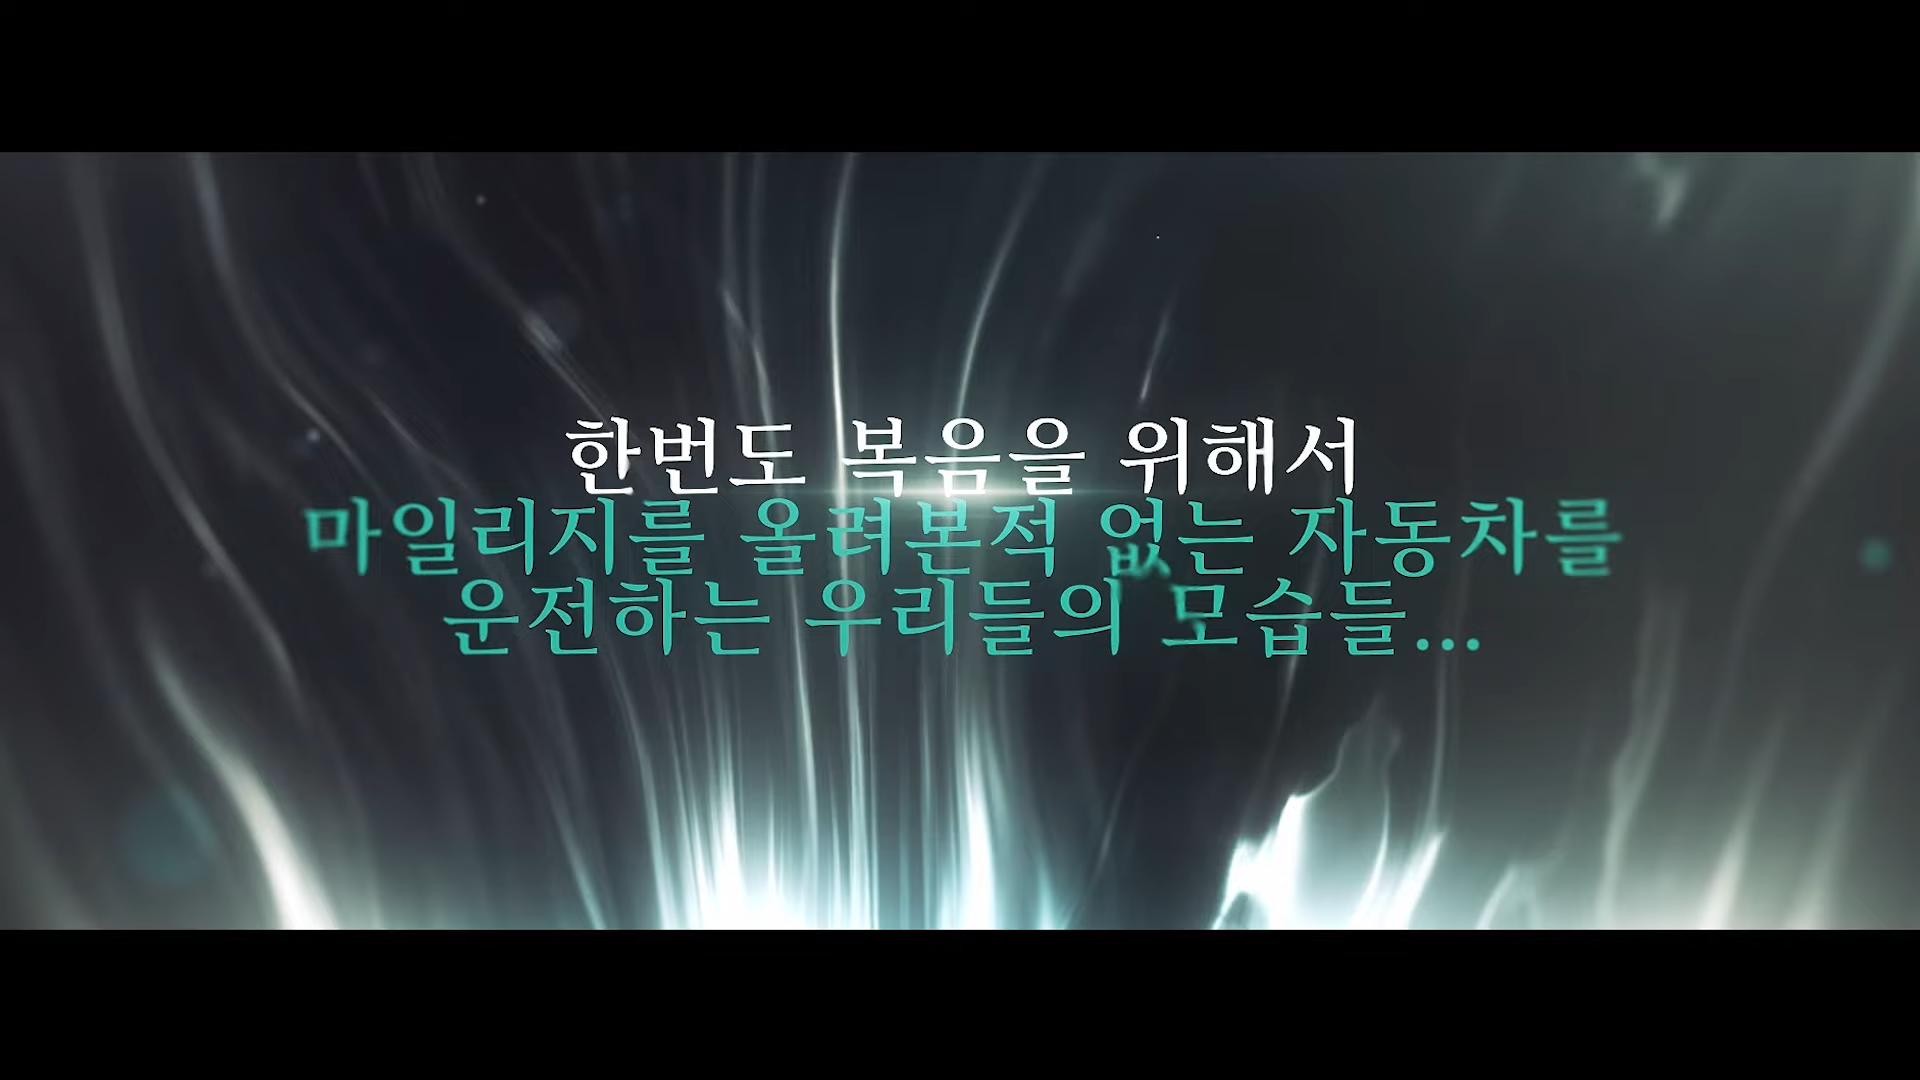 한번도 복음을 위해서
마일리지를 올려본적 없는 자동차를
운전하는 우리들의 모습들...